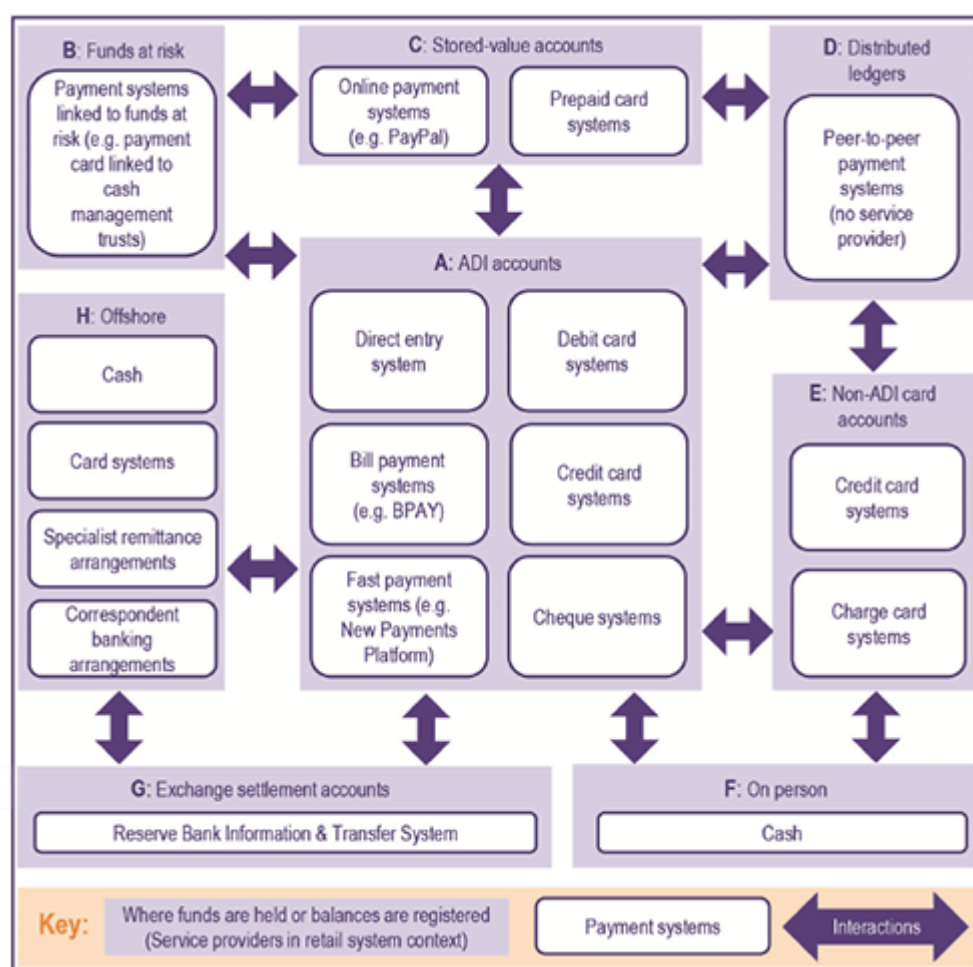 B: Funds at risk
Payment systems
linked to funds at
risk (e.g. payment
card linked to
cash
management
trusts)
C: Stored-value accounts
Online payment
systems
(e.g. PayPal)
Prepaid card
systems
D: Distributed
ledgers
Peer-to-peer
payment
systems
(no service
provider)
A: ADI accounts
Direct entry
system
Debit card
systems
Bill payment
systems
(e.g. BPAY)
Credit card
systems
Fast payment
systems (e.g.
New Payments
Platform)
Cheque systems
H: Offshore
Cash
Card systems
Specialist remittance
arrangements
Correspondent
banking
arrangements
E: Non-ADI card
accounts
Credit card
systems
Charge card
systems
G: Exchange settlement accounts
Reserve Bank Information & Transfer System
F: On person
Cash
Key:
Where funds are held or balances are registered
(Service providers in retail system context)
Payment systems
Interactions